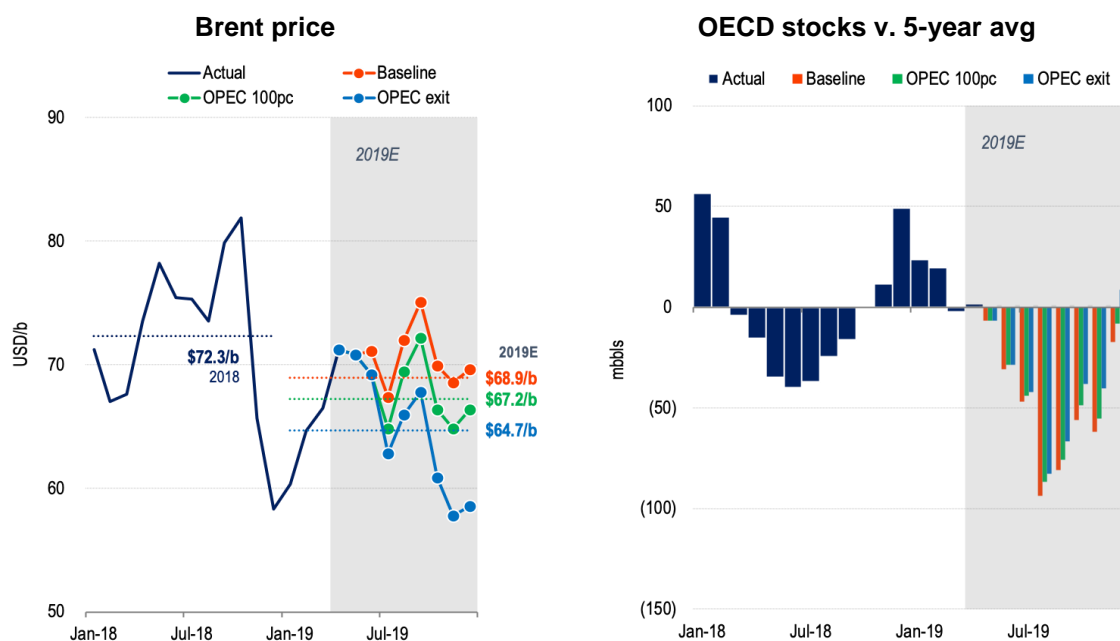 Brent price
Actual
Baseline
OPEC 100pc
OPEC exit
90
80
70
60
50
USD/b
2019E
$72.3/b
2018
2019E
$68.9/b
$67.2/b
$64.7/b
Jan-18
Jul-18
Jan-19
Jul-19
OECD stocks v. 5-year avg
Actual
Baseline
OPEC 100pc
OPEC exit
100
50
0
(50)
(100)
(150)
mbbls
2019E
Jan-18
Jul-18
Jan-19
Jul-19